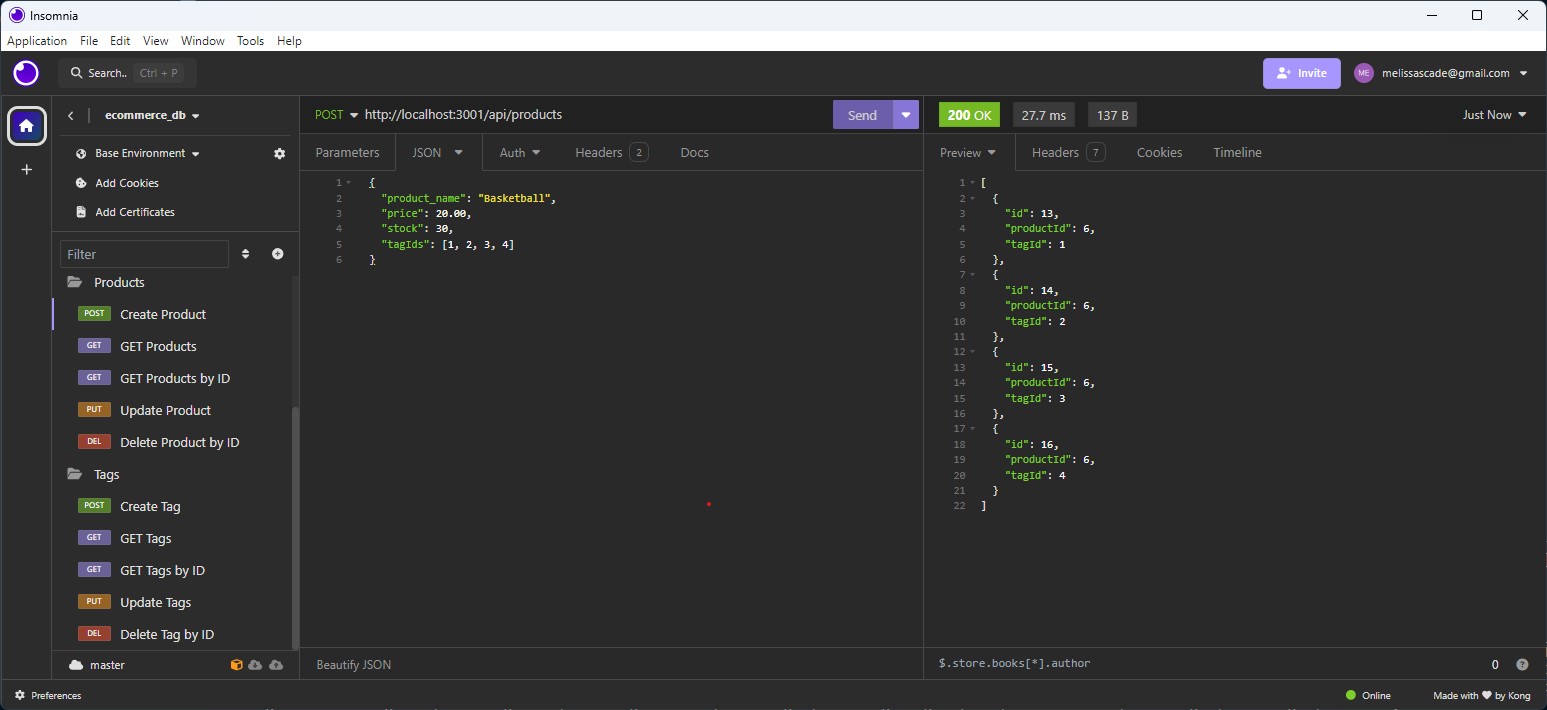 Insomnia
Application File Edit View Window Tools Help
Search.. Ctrl + P
Invite
ME melissascade@gmail.com
ecommerce_db
Base Environment
Add Cookies
Add Certificates
Filter
Products
POST Create Product
GET GET Products
GET GET Products by ID
PUT Update Product
DEL Delete Product by ID
Tags
POST Create Tag
GET GET Tags
GET GET Tags by ID
PUT Update Tags
DEL Delete Tag by ID
master
POST http://localhost:3001/api/products Send
Parameters JSON Auth Headers 2 Docs
1 {
2 "product_name": "Basketball",
3 "price": 20.00,
4 "stock": 30,
5 "tagIds": [1, 2, 3, 4]
6 }
Beautify JSON
200 OK 27.7 ms 137 B Just Now
Preview Headers 7 Cookies Timeline
1 [
2 {
3 "id": 13,
4 "productId": 6,
5 "tagId": 1
6 },
7 {
8 "id": 14,
9 "productId": 6,
10 "tagId": 2
11 },
12 {
13 "id": 15,
14 "productId": 6,
15 "tagId": 3
16 },
17 {
18 "id": 16,
19 "productId": 6,
20 "tagId": 4
21 }
22 ]
$.store.books[*].author 0 ?
Preferences
Online Made with ❤ by Kong